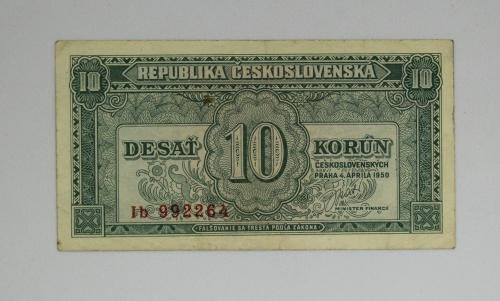 10 REPUBLIKA ČESKOSLOVENSKA 10
DESAŤ 10 KORÚN
ČESKOSLOVENSKÝCH
PRAHA 4. APRÍLA 1950
Ib 992264
MINISTER FINANCIÍ
FALŠOVANIE SA TRESTÁ PODĽA ZÁKONA